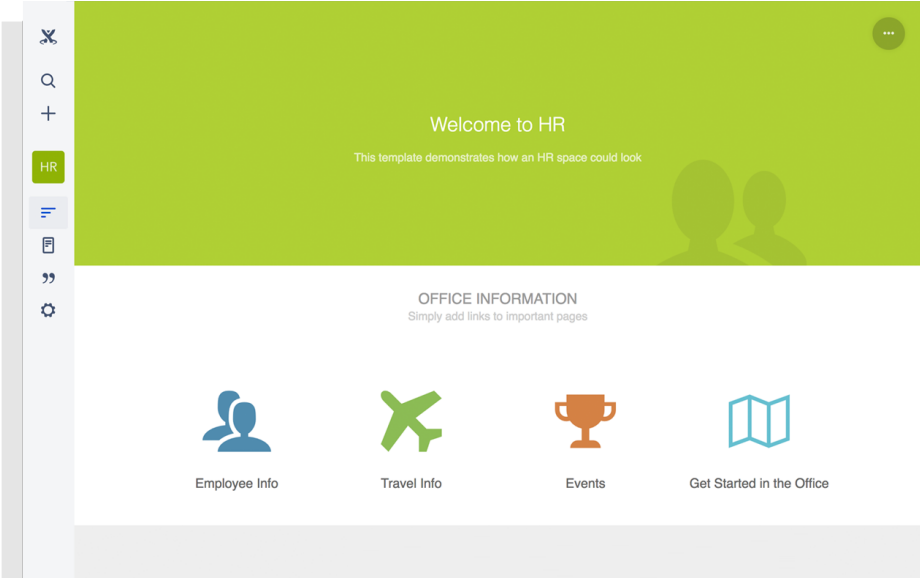 Welcome to HR
This template demonstrates how an HR space could look
HR
OFFICE INFORMATION
Simply add links to important pages
Employee Info
Travel Info
Events
Get Started in the Office